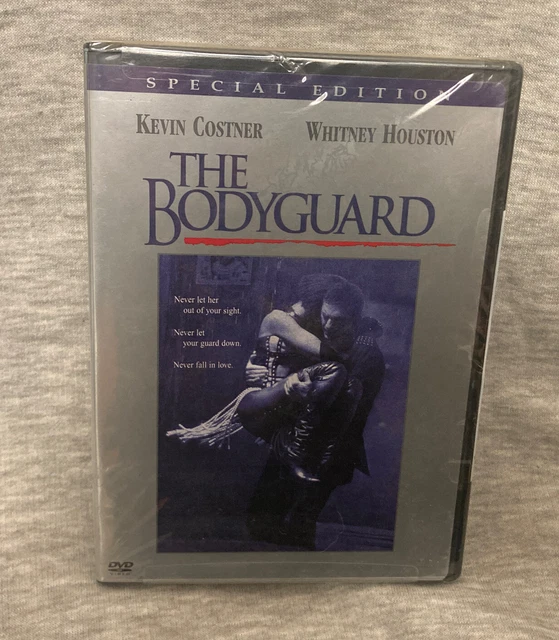 SPECIAL EDITION
KEVIN COSTNER WHITNEY HOUSTON
THE
BODYGUARD
Never let her
out of your sight.
Never let
your guard down.
Never fall in love.
DVD
VIDEO